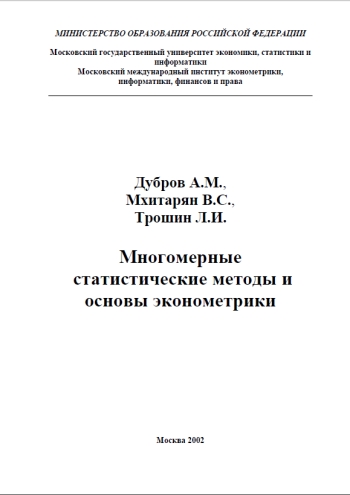 МИНИСТЕРСТВО ОБРАЗОВАНИЯ РОССИЙСКОЙ ФЕДЕРАЦИИ
Московский государственный университет экономики, статистики и
информатики
Московский международный институт эконометрики,
информатики, финансов и права
Дубров А.М.,
Мхитарян В.С.,
Трошин Л.И.
Многомерные
статистические методы и
основы эконометрики
Москва 2002